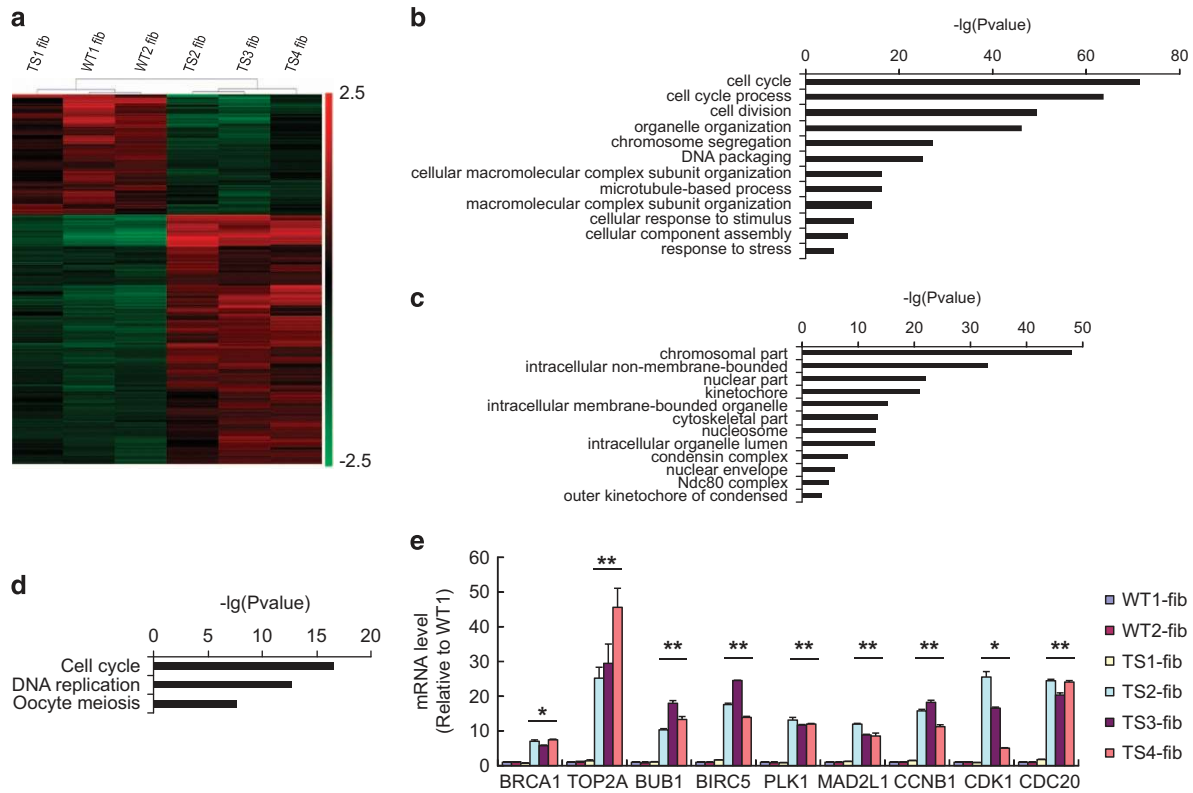 a
TS1 fib
WT1 fib
WT2 fib
TS2 fib
TS3 fib
TS4 fib
2.5
-2.5
b
-lg(Pvalue)
0 20 40 60 80
cell cycle
cell cycle process
cell division
organelle organization
chromosome segregation
DNA packaging
cellular macromolecular complex subunit organization
microtubule-based process
macromolecular complex subunit organization
cellular response to stimulus
cellular component assembly
response to stress
c
-lg(Pvalue)
0 10 20 30 40 50
chromosomal part
intracellular non-membrane-bounded
nuclear part
kinetochore
intracellular membrane-bounded organelle
cytoskeletal part
nucleosome
intracellular organelle lumen
condensin complex
nuclear envelope
Ndc80 complex
outer kinetochore of condensed
d
-lg(Pvalue)
0 5 10 15 20
Cell cycle
DNA replication
Oocyte meiosis
e
mRNA level
(Relative to WT1)
60
50
40
30
20
10
0
* ** ** ** ** ** ** * **
BRCA1 TOP2A BUB1 BIRC5 PLK1 MAD2L1 CCNB1 CDK1 CDC20
WT1-fib
WT2-fib
TS1-fib
TS2-fib
TS3-fib
TS4-fib